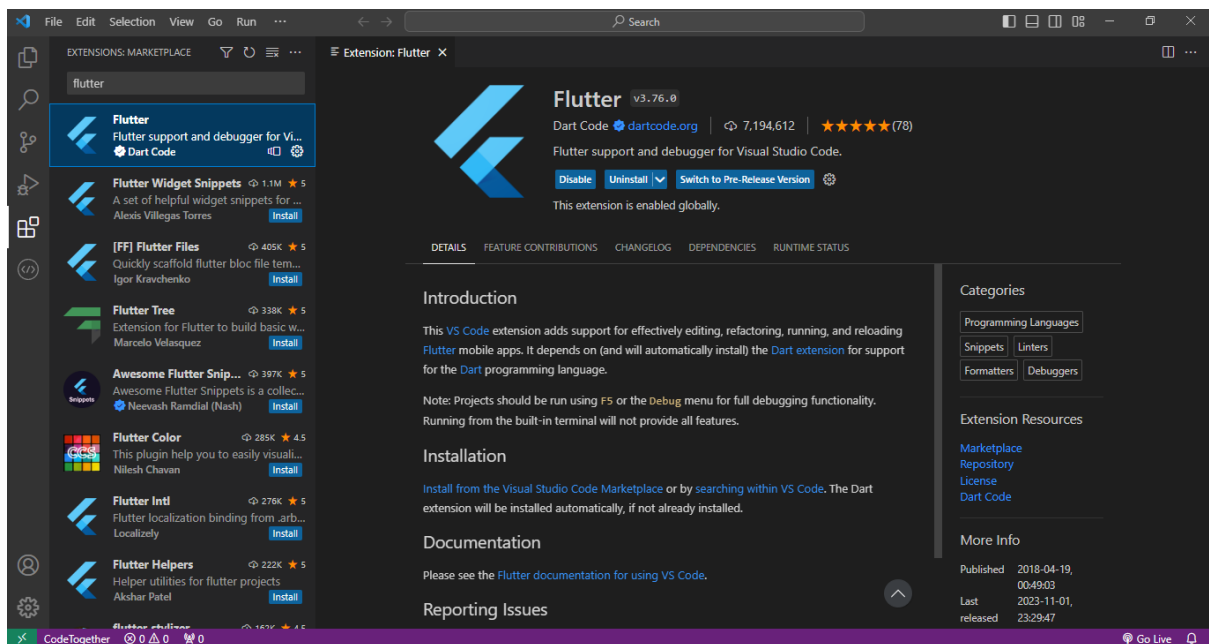 File Edit Selection View Go Run ···
Search
EXTENSIONS: MARKETPLACE
flutter
Flutter
Flutter support and debugger for Vi...
Dart Code
Flutter Widget Snippets 1.1M ★ 5
A set of helpful widget snippets for ...
Alexis Villegas Torres Install
[FF] Flutter Files 405K ★ 5
Quickly scaffold flutter bloc file tem...
Igor Kravchenko Install
Flutter Tree 338K ★ 5
Extension for Flutter to build basic w...
Marcelo Velasquez Install
Awesome Flutter Snip... 397K ★ 5
Awesome Flutter Snippets is a collec...
Snippets
Neevash Ramdial (Nash) Install
Flutter Color 285K ★ 4.5
CCS
This plugin help you to easily visuali...
Nilesh Chavan Install
Flutter Intl 276K ★ 5
Flutter localization binding from .arb...
Localizely Install
Flutter Helpers 222K ★ 5
Helper utilities for flutter projects
Akshar Patel Install
flutter-stylizer 162K ★ 4.5
Extension: Flutter
Flutter v3.76.0
Dart Code dartcode.org | 7,194,612 | ★★★★★(78)
Flutter support and debugger for Visual Studio Code.
Disable Uninstall Switch to Pre-Release Version
This extension is enabled globally.
DETAILS FEATURE CONTRIBUTIONS CHANGELOG DEPENDENCIES RUNTIME STATUS
Introduction
This VS Code extension adds support for effectively editing, refactoring, running, and reloading
Flutter mobile apps. It depends on (and will automatically install) the Dart extension for support
for the Dart programming language.
Note: Projects should be run using F5 or the Debug menu for full debugging functionality.
Running from the built-in terminal will not provide all features.
Installation
Install from the Visual Studio Code Marketplace or by searching within VS Code. The Dart
extension will be installed automatically, if not already installed.
Documentation
Please see the Flutter documentation for using VS Code.
Reporting Issues
Categories
Programming Languages
Snippets Linters
Formatters Debuggers
Extension Resources
Marketplace
Repository
License
Dart Code
More Info
Published 2018-04-19,
00:49:03
Last 2023-11-01,
released 23:29:47
CodeTogether 0 0 0
Go Live